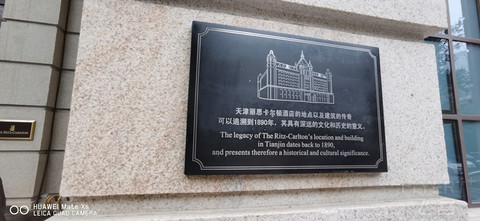 天津丽思卡尔顿酒店的地点以及建筑的传奇
可以追溯到1890年，其具有深远的文化和历史的意义。
The legacy of The Ritz-Carlton's location and building
in Tianjin dates back to 1890,
and presents therefore a historical and cultural significance.
HUAWEI Mate Xs
LEICA QUAD CAMERA